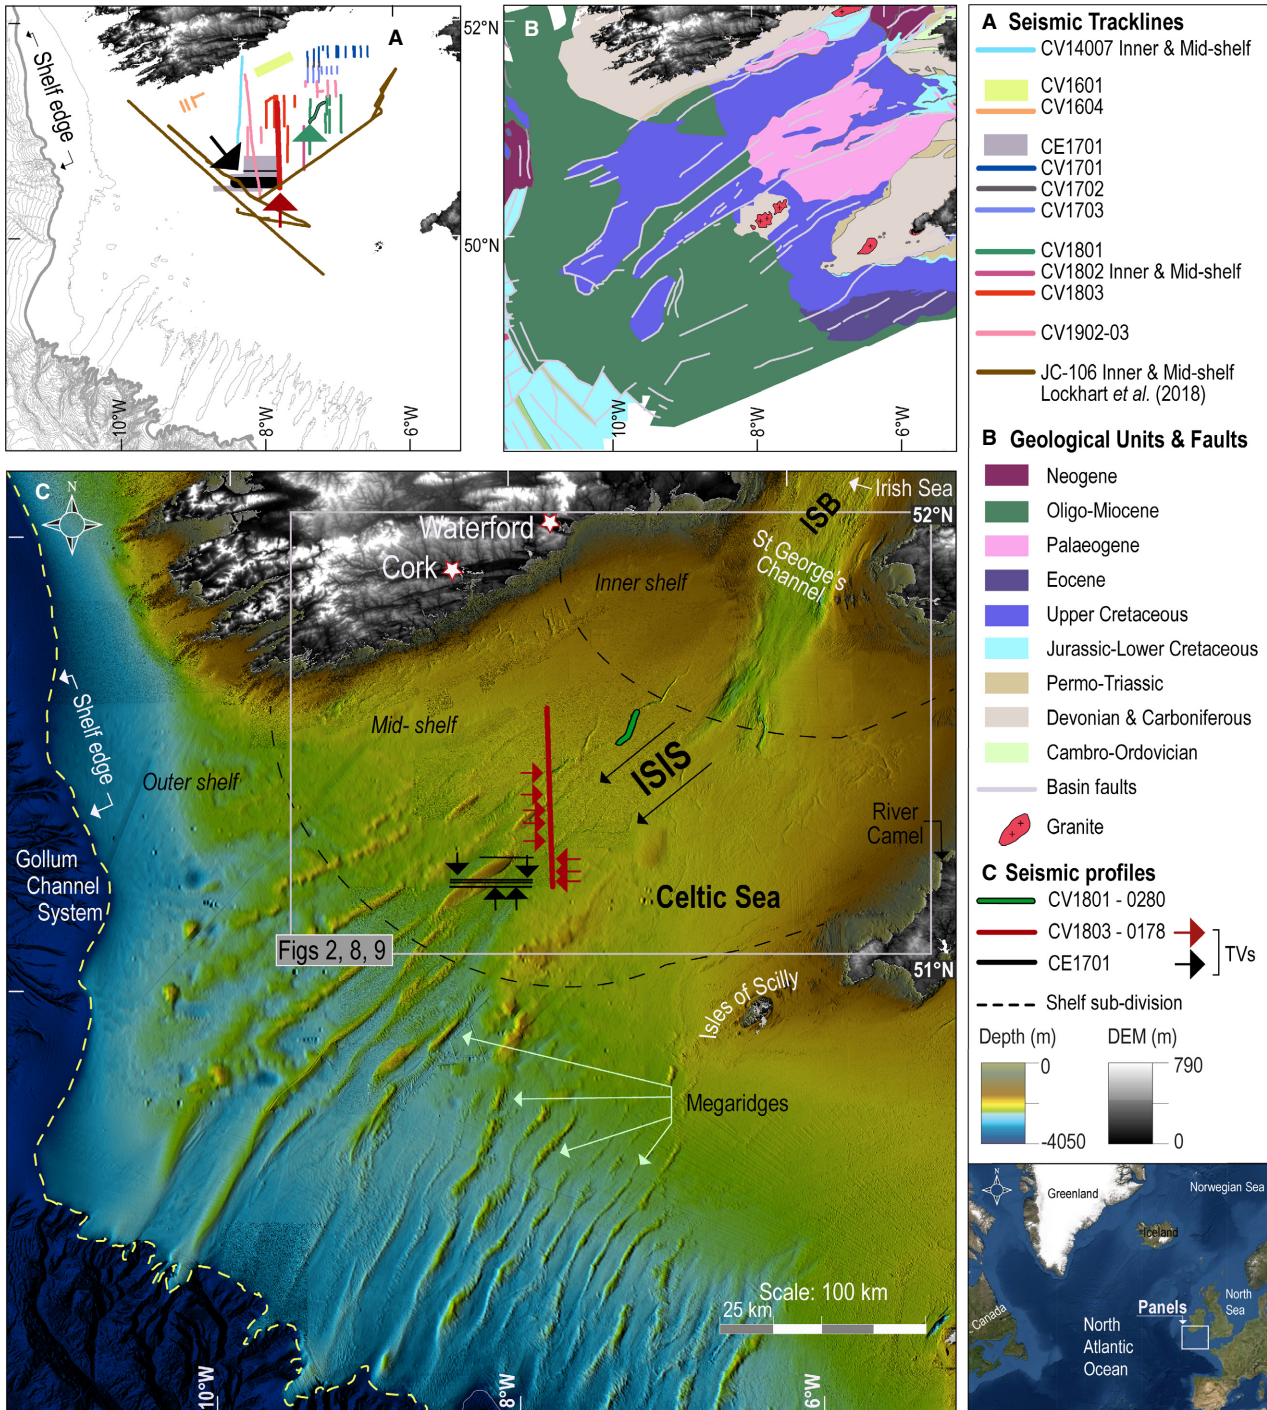 A
Shelf edge
10°W
8°W
6°W
52°N
50°N
B
10°W
8°W
6°W
A Seismic Tracklines
CV14007 Inner & Mid-shelf
CV1601
CV1604
CE1701
CV1701
CV1702
CV1703
CV1801
CV1802 Inner & Mid-shelf
CV1803
CV1902-03
JC-106 Inner & Mid-shelf
Lockhart et al. (2018)
B Geological Units & Faults
Neogene
Oligo-Miocene
Palaeogene
Eocene
Upper Cretaceous
Jurassic-Lower Cretaceous
Permo-Triassic
Devonian & Carboniferous
Cambro-Ordovician
Basin faults
Granite
C Seismic profiles
CV1801 - 0280
CV1803 - 0178
CE1701
TVs
Shelf sub-division
Depth (m)
0
-4050
DEM (m)
790
0
C
N
Waterford
Cork
ISB
Irish Sea
52°N
St George's
Channel
Inner shelf
Mid- shelf
Outer shelf
Shelf edge
ISIS
River
Camel
Gollum
Channel
System
Celtic Sea
Figs 2, 8, 9
51°N
Isles of Scilly
Megaridges
Scale: 100 km
25 km
10°W
8°W
6°W
N
Greenland
Norwegian Sea
Iceland
Canada
Panels
North
Sea
North
Atlantic
Ocean